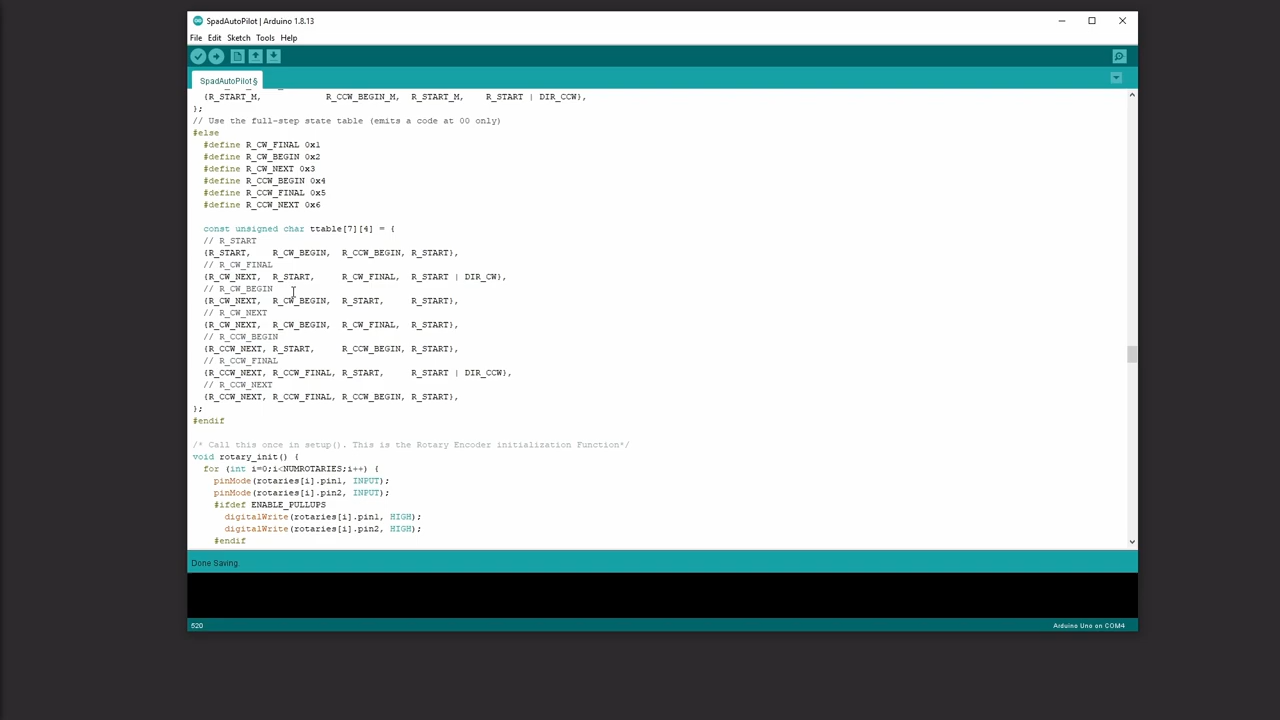 SpadAutoPilot | Arduino 1.8.13
File Edit Sketch Tools Help
SpadAutoPilot§
{R_START_M, R_CCW_BEGIN_M, R_START_M, R_START | DIR_CCW},
};
// Use the full-step state table (emits a code at 00 only)
#else
#define R_CW_FINAL 0x1
#define R_CW_BEGIN 0x2
#define R_CW_NEXT 0x3
#define R_CCW_BEGIN 0x4
#define R_CCW_FINAL 0x5
#define R_CCW_NEXT 0x6
const unsigned char ttable[7][4] = {
// R_START
{R_START, R_CW_BEGIN, R_CCW_BEGIN, R_START},
// R_CW_FINAL
{R_CW_NEXT, R_START, R_CW_FINAL, R_START | DIR_CW},
// R_CW_BEGIN
{R_CW_NEXT, R_CW_BEGIN, R_START, R_START},
// R_CW_NEXT
{R_CW_NEXT, R_CW_BEGIN, R_CW_FINAL, R_START},
// R_CCW_BEGIN
{R_CCW_NEXT, R_START, R_CCW_BEGIN, R_START},
// R_CCW_FINAL
{R_CCW_NEXT, R_CCW_FINAL, R_START, R_START | DIR_CCW},
// R_CCW_NEXT
{R_CCW_NEXT, R_CCW_FINAL, R_CCW_BEGIN, R_START},
};
#endif
/* Call this once in setup(). This is the Rotary Encoder initialization Function*/
void rotary_init() {
for (int i=0;i<NUMROTARIES;i++) {
pinMode(rotaries[i].pin1, INPUT);
pinMode(rotaries[i].pin2, INPUT);
#ifdef ENABLE_PULLUPS
digitalWrite(rotaries[i].pin1, HIGH);
digitalWrite(rotaries[i].pin2, HIGH);
#endif
Done Saving.
520 Arduino Uno on COM4